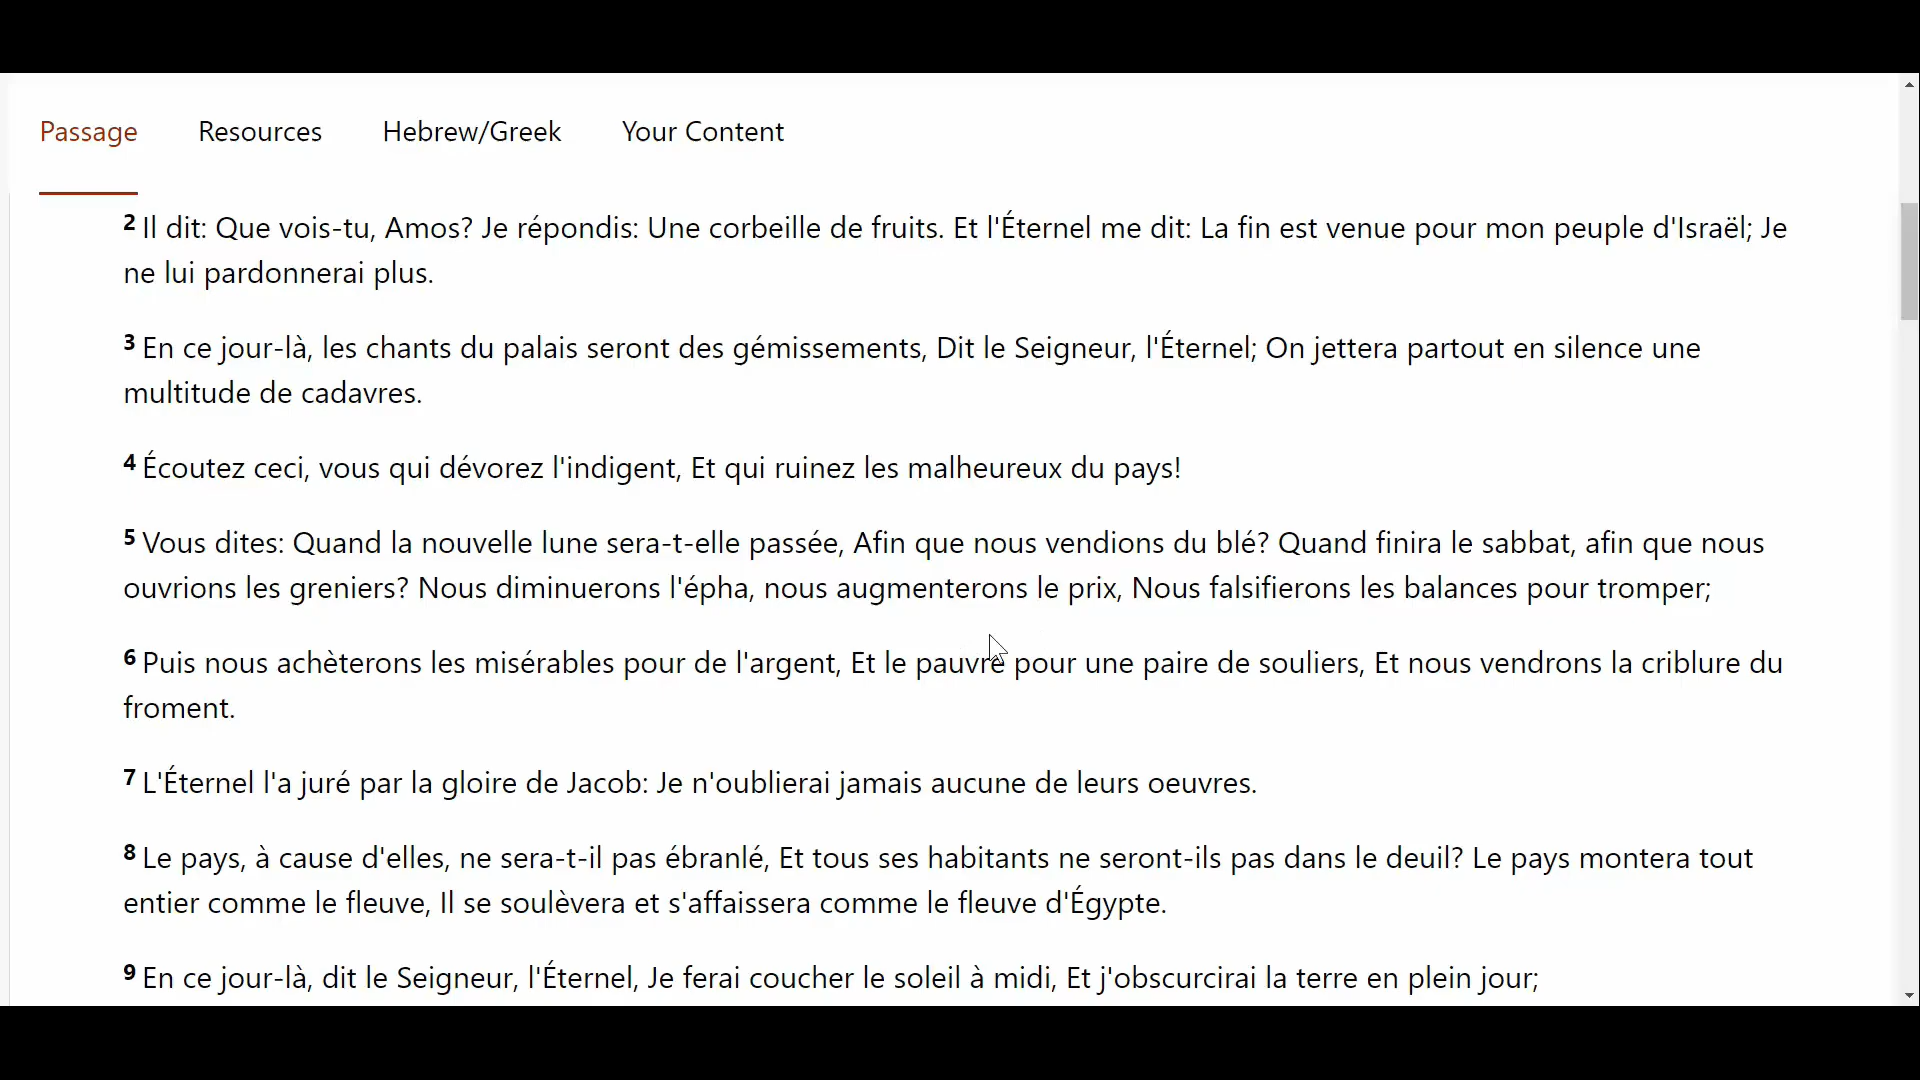 Passage Resources Hebrew/Greek Your Content
2 Il dit: Que vois-tu, Amos? Je répondis: Une corbeille de fruits. Et l'Éternel me dit: La fin est venue pour mon peuple d'Israël; Je
ne lui pardonnerai plus.
3 En ce jour-là, les chants du palais seront des gémissements, Dit le Seigneur, l'Éternel; On jettera partout en silence une
multitude de cadavres.
4 Écoutez ceci, vous qui dévorez l'indigent, Et qui ruinez les malheureux du pays!
5 Vous dites: Quand la nouvelle lune sera-t-elle passée, Afin que nous vendions du blé? Quand finira le sabbat, afin que nous
ouvrions les greniers? Nous diminuerons l'épha, nous augmenterons le prix, Nous falsifierons les balances pour tromper;
6 Puis nous achèterons les misérables pour de l'argent, Et le pauvre pour une paire de souliers, Et nous vendrons la criblure du
froment.
7 L'Éternel l'a juré par la gloire de Jacob: Je n'oublierai jamais aucune de leurs oeuvres.
8 Le pays, à cause d'elles, ne sera-t-il pas ébranlé, Et tous ses habitants ne seront-ils pas dans le deuil? Le pays montera tout
entier comme le fleuve, Il se soulèvera et s'affaissera comme le fleuve d'Égypte.
9 En ce jour-là, dit le Seigneur, l'Éternel, Je ferai coucher le soleil à midi, Et j'obscurcirai la terre en plein jour;